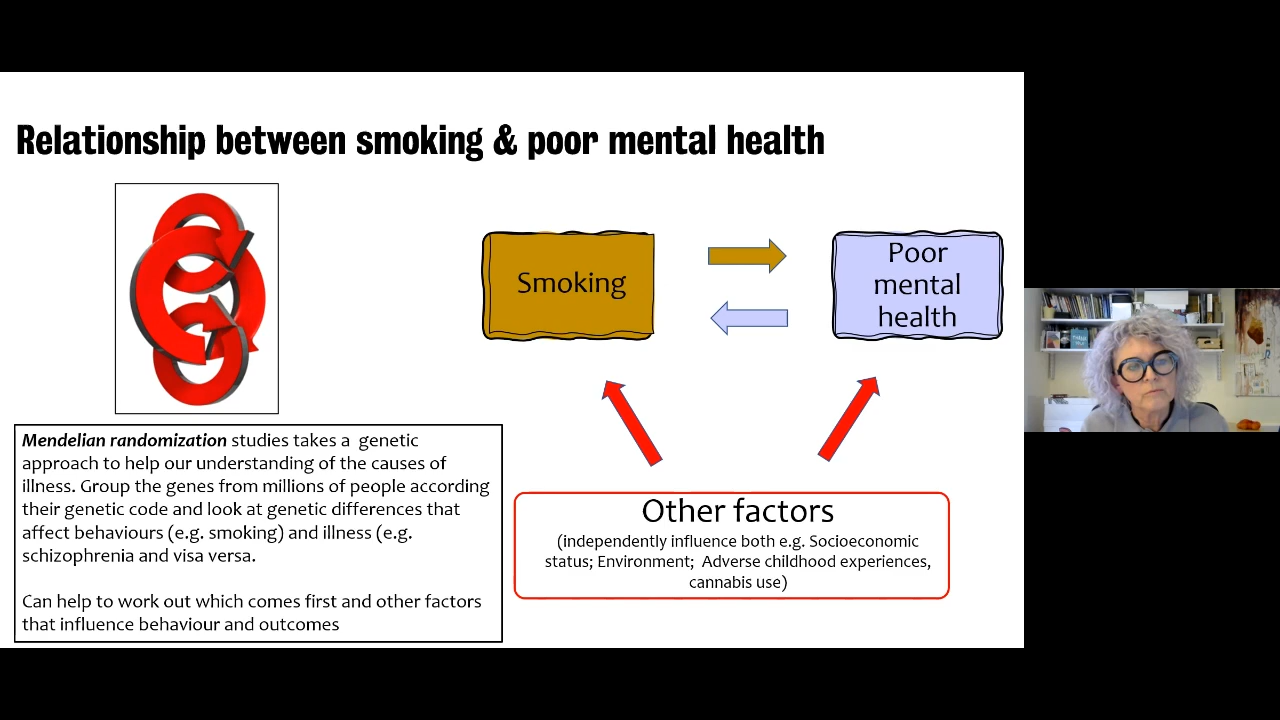 Relationship between smoking & poor mental health
Smoking
Poor
mental
health
Mendelian randomization studies takes a genetic
approach to help our understanding of the causes of
illness. Group the genes from millions of people according
their genetic code and look at genetic differences that
affect behaviours (e.g. smoking) and illness (e.g.
schizophrenia and visa versa.
Can help to work out which comes first and other factors
that influence behaviour and outcomes
Other factors
(independently influence both e.g. Socioeconomic
status; Environment; Adverse childhood experiences,
cannabis use)